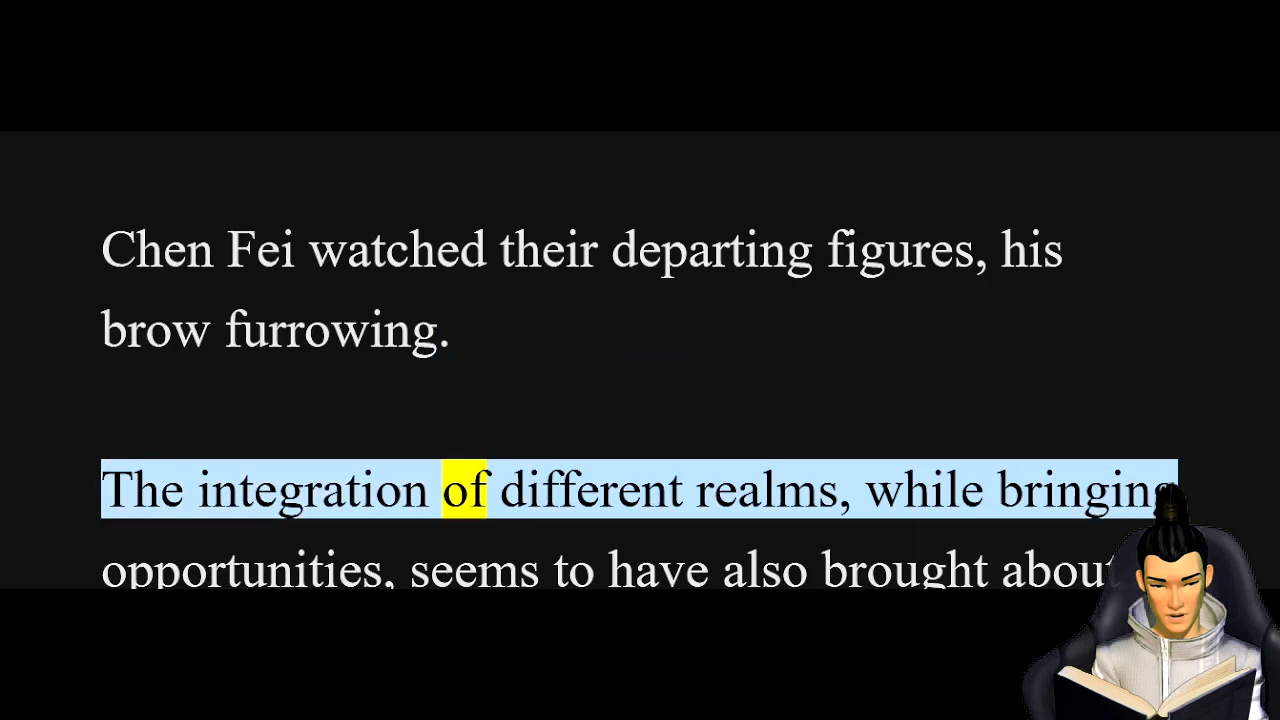 Chen Fei watched their departing figures, his
brow furrowing.
The integration of different realms, while bringing
opportunities, seems to have also brought about